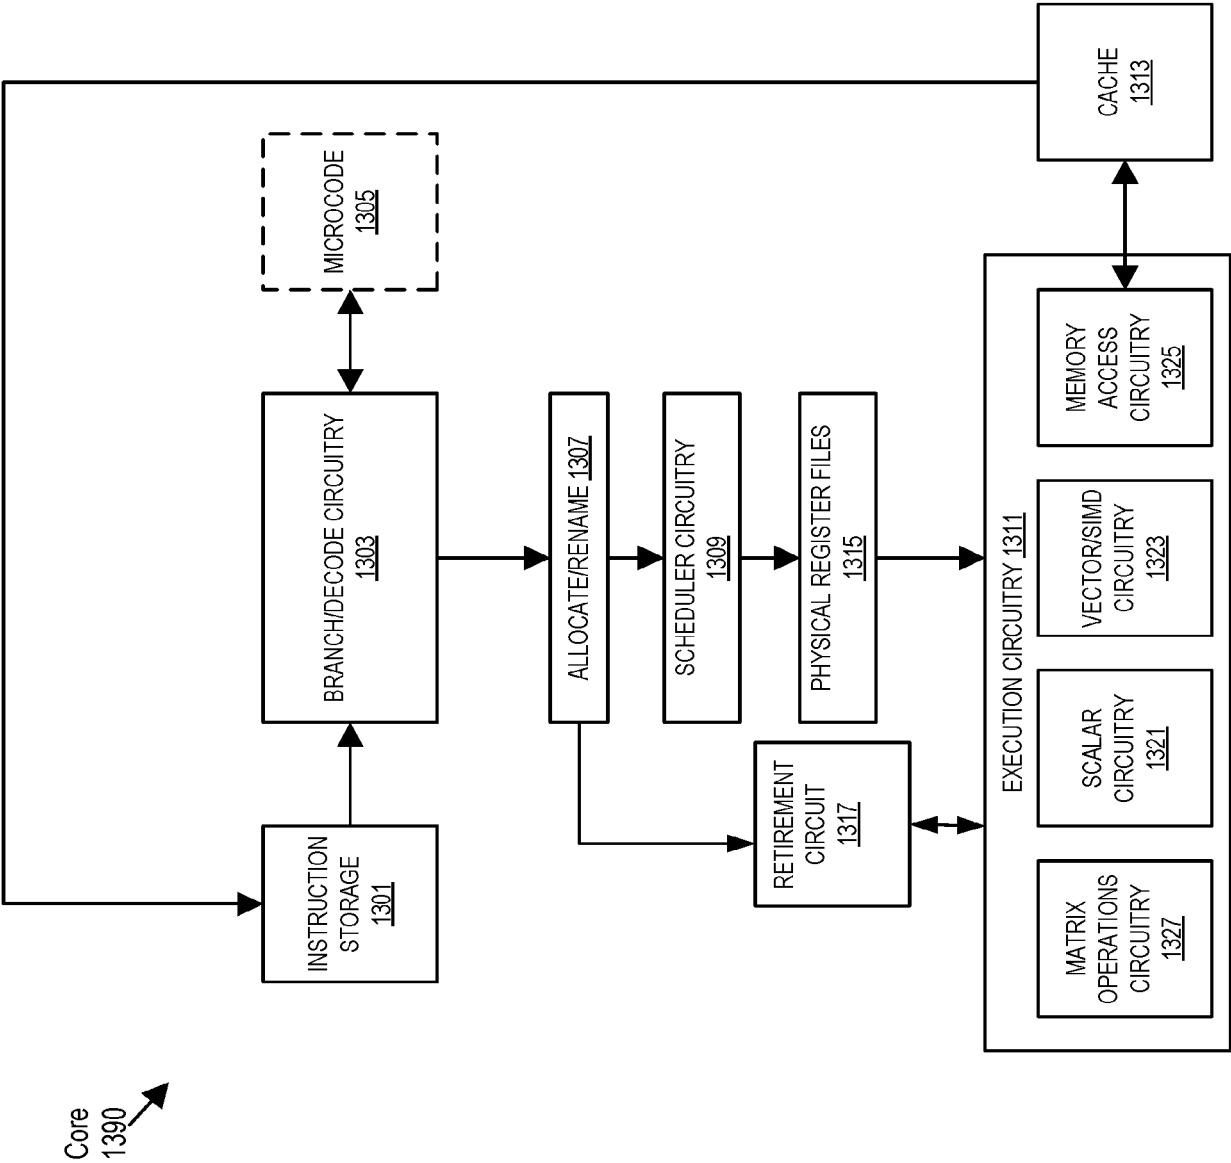 Core
1390
INSTRUCTION
STORAGE
1301
BRANCH/DECODE CIRCUITRY
1303
MICROCODE
1305
ALLOCATE/RENAME 1307
SCHEDULER CIRCUITRY
1309
PHYSICAL REGISTER FILES
1315
RETIREMENT
CIRCUIT
1317
EXECUTION CIRCUITRY 1311
MATRIX
OPERATIONS
CIRCUITRY
1327
SCALAR
CIRCUITRY
1321
VECTOR/SIMD
CIRCUITRY
1323
MEMORY
ACCESS
CIRCUITRY
1325
CACHE
1313